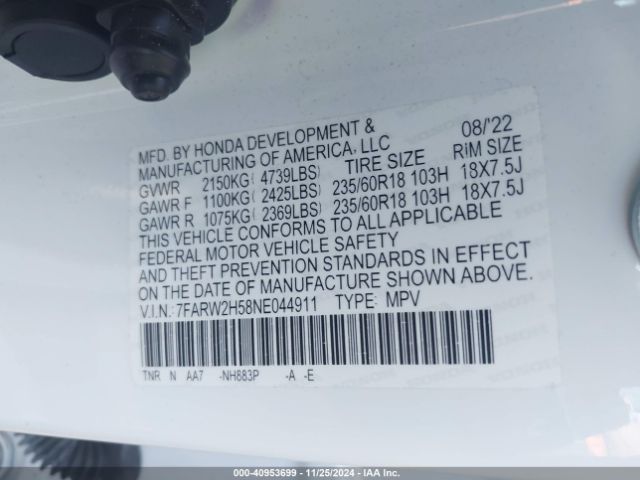 MFD. BY HONDA DEVELOPMENT & 08/'22
MANUFACTURING OF AMERICA, LLC
GVWR 2150KG( 4739LBS) TIRE SIZE RIM SIZE
GAWR F 1100KG( 2425LBS) 235/60R18 103H 18X7.5J
GAWR R 1075KG( 2369LBS) 235/60R18 103H 18X7.5J
THIS VEHICLE CONFORMS TO ALL APPLICABLE
FEDERAL MOTOR VEHICLE SAFETY
AND THEFT PREVENTION STANDARDS IN EFFECT
ON THE DATE OF MANUFACTURE SHOWN ABOVE.
V.I.N.:7FARW2H58NE044911 TYPE: MPV
TNR N AA7 -NH883P -A -E
000-40953699 - 11/25/2024 - IAA Inc.